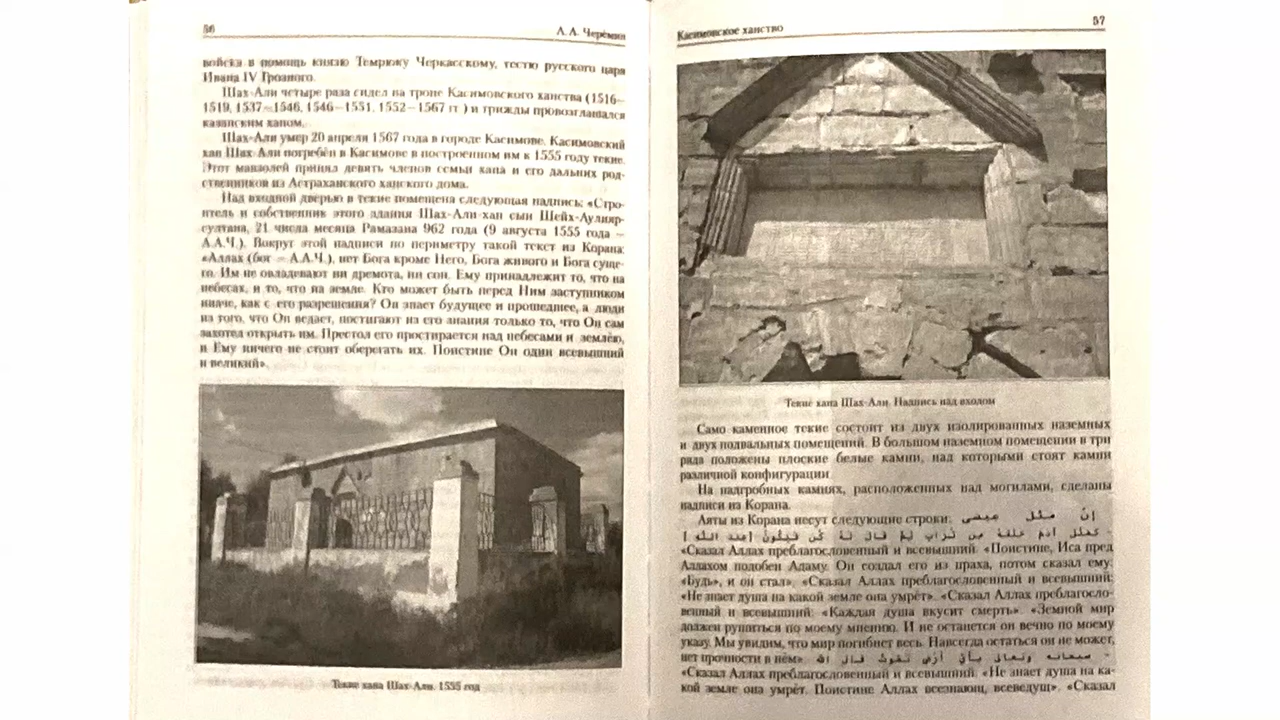 56
А.А. Черёмин
войска в помощь князю Темрюку Черкасскому, тестю русского царя
Ивана IV Грозного.
Шах-Али четыре раза сидел на троне Касимовского ханства (1516–
1519, 1537–1546, 1546–1551, 1552–1567 гг.) и трижды провозглашался
казанским ханом.
Шах-Али умер 20 апреля 1567 года в городе Касимове. Касимовский
хан Шах-Али погребён в Касимове в построенном им к 1555 году текие.
Этот мавзолей принял девять членов семьи хана и его дальних род-
ственников из Астраханского ханского дома.
Над входной дверью в текие помещена следующая надпись: «Стро-
итель и собственник этого здания Шах-Али-хан сын Шейх-Аулияр-
султана, 21 числа месяца Рамазана 962 года (9 августа 1555 года –
А.А.Ч.). Вокруг этой надписи по периметру такой текст из Корана:
«Аллах (бог – А.А.Ч.), нет Бога кроме Него, Бога живого и Бога суще-
го. Им не овладевают ни дремота, ни сон. Ему принадлежит то, что на
небесах, и то, что на земле. Кто может быть перед Ним заступником
иначе, как с его разрешения? Он знает будущее и прошедшее, а люди
из того, что Он ведает, постигают из его знания только то, что Он сам
захотел открыть им. Престол его простирается над небесами и землёю,
и Ему ничего не стоит оберегать их. Поистине Он один всевышний
и великий».
Текие хана Шах-Али. 1555 год
Касимовское ханство
57
Текие хана Шах-Али. Надпись над входом
Само каменное текие состоит из двух изолированных наземных
и двух подвальных помещений. В большом наземном помещении в три
ряда положены плоские белые камни, над которыми стоят камни
различной конфигурации.
На надгробных камнях, расположенных над могилами, сделаны
надписи из Корана.
Аяты из Корана несут следующие строки: إنّ مثل عيسى
«Сказал Аллах преблагословенный и всевышний: «Поистине, Иса пред
Аллахом подобен Адаму. Он создал его из праха, потом сказал ему:
«Будь», и он стал». «Сказал Аллах преблагословенный и всевышний:
«Не знает душа на какой земле она умрёт». «Сказал Аллах преблагосло-
венный и всевышний: «Каждая душа вкусит смерть». «Земной мир
должен рушиться по моему мнению. И не останется он вечно по моему
указу. Мы увидим, что мир погибнет весь. Навсегда остаться он не может,
нет прочности в нём»
«Сказал Аллах преблагословенный и всевышний: «Не знает душа на ка-
кой земле она умрёт. Поистине Аллах всезнающ, всеведущ». «Сказал